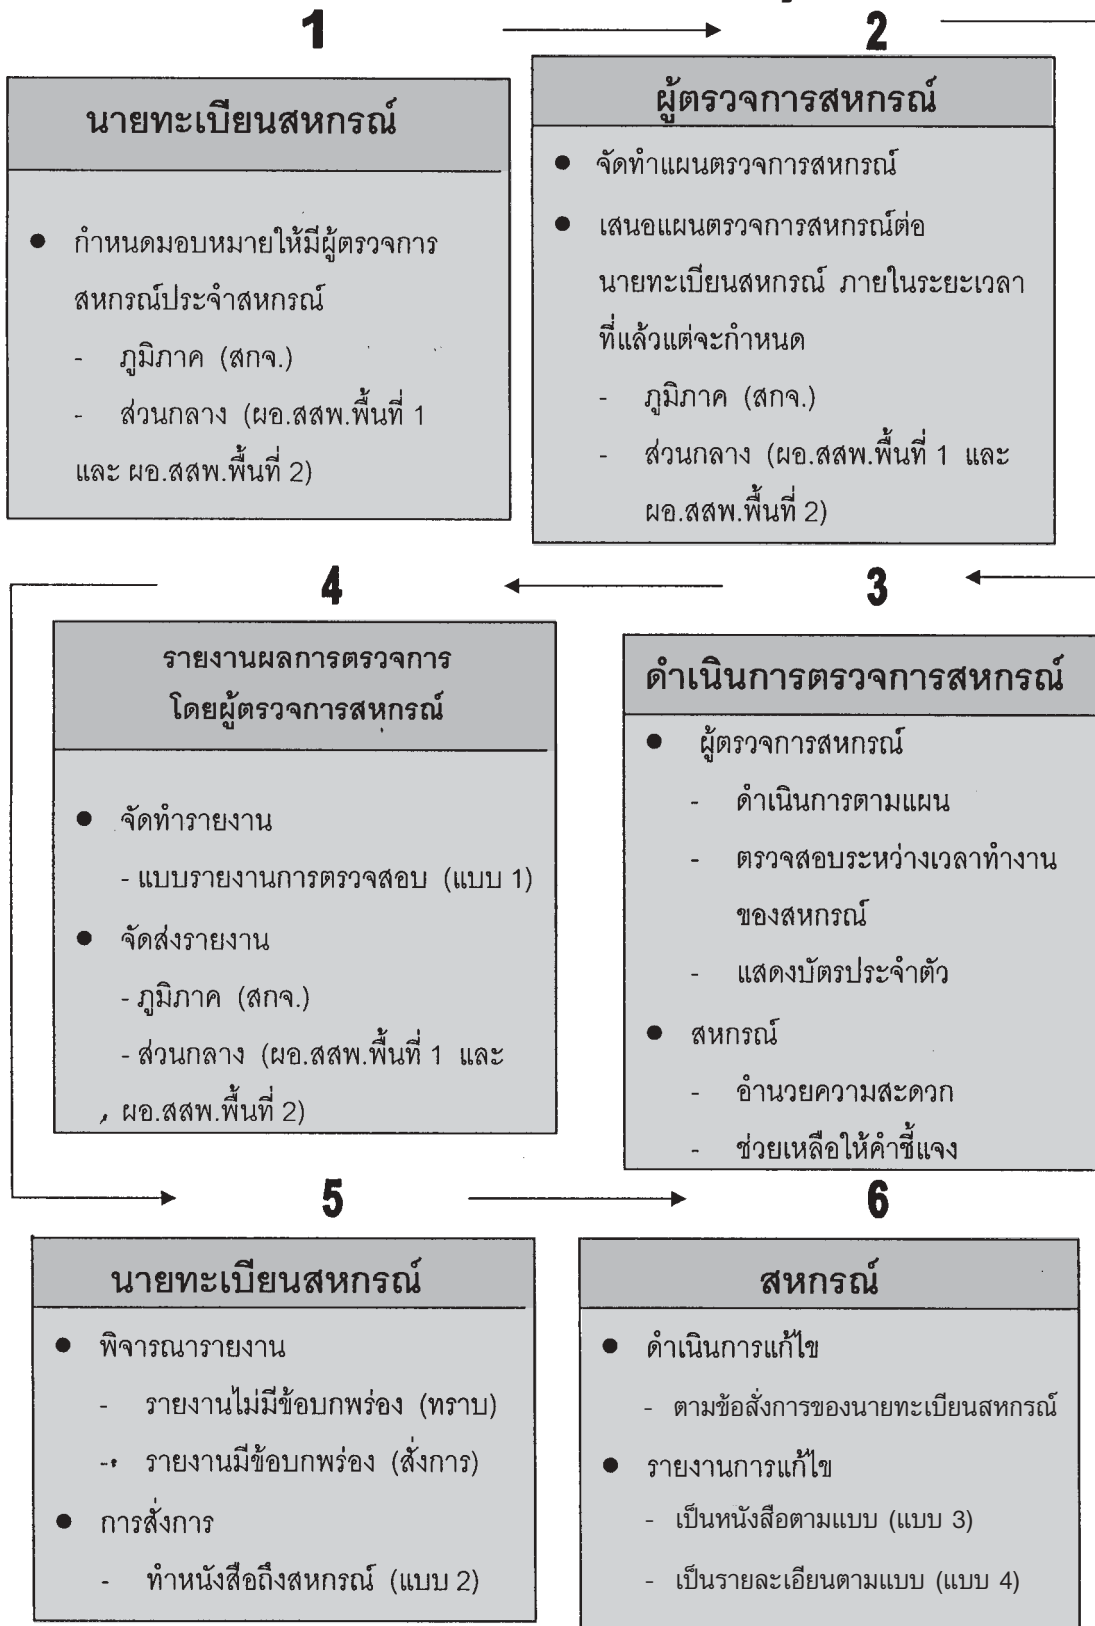 1
2
นายทะเบียนสหกรณ์
● กำหนดมอบหมายให้มีผู้ตรวจการ
สหกรณ์ประจำสหกรณ์
- ภูมิภาค (สกจ.)
- ส่วนกลาง (ผอ.สสพ.พื้นที่ 1
และ ผอ.สสพ.พื้นที่ 2)
ผู้ตรวจการสหกรณ์
● จัดทำแผนตรวจการสหกรณ์
● เสนอแผนตรวจการสหกรณ์ต่อ
นายทะเบียนสหกรณ์ ภายในระยะเวลา
ที่แล้วแต่จะกำหนด
- ภูมิภาค (สกจ.)
- ส่วนกลาง (ผอ.สสพ.พื้นที่ 1 และ
ผอ.สสพ.พื้นที่ 2)
3
ดำเนินการตรวจการสหกรณ์
● ผู้ตรวจการสหกรณ์
- ดำเนินการตามแผน
- ตรวจสอบระหว่างเวลาทำงาน
ของสหกรณ์
- แสดงบัตรประจำตัว
● สหกรณ์
- อำนวยความสะดวก
- ช่วยเหลือให้คำชี้แจง
4
รายงานผลการตรวจการ
โดยผู้ตรวจการสหกรณ์
● จัดทำรายงาน
- แบบรายงานการตรวจสอบ (แบบ 1)
● จัดส่งรายงาน
- ภูมิภาค (สกจ.)
- ส่วนกลาง (ผอ.สสพ.พื้นที่ 1 และ
ผอ.สสพ.พื้นที่ 2)
5
นายทะเบียนสหกรณ์
● พิจารณารายงาน
- รายงานไม่มีข้อบกพร่อง (ทราบ)
- รายงานมีข้อบกพร่อง (สั่งการ)
● การสั่งการ
- ทำหนังสือถึงสหกรณ์ (แบบ 2)
6
สหกรณ์
● ดำเนินการแก้ไข
- ตามข้อสั่งการของนายทะเบียนสหกรณ์
● รายงานการแก้ไข
- เป็นหนังสือตามแบบ (แบบ 3)
- เป็นรายละเอียนตามแบบ (แบบ 4)